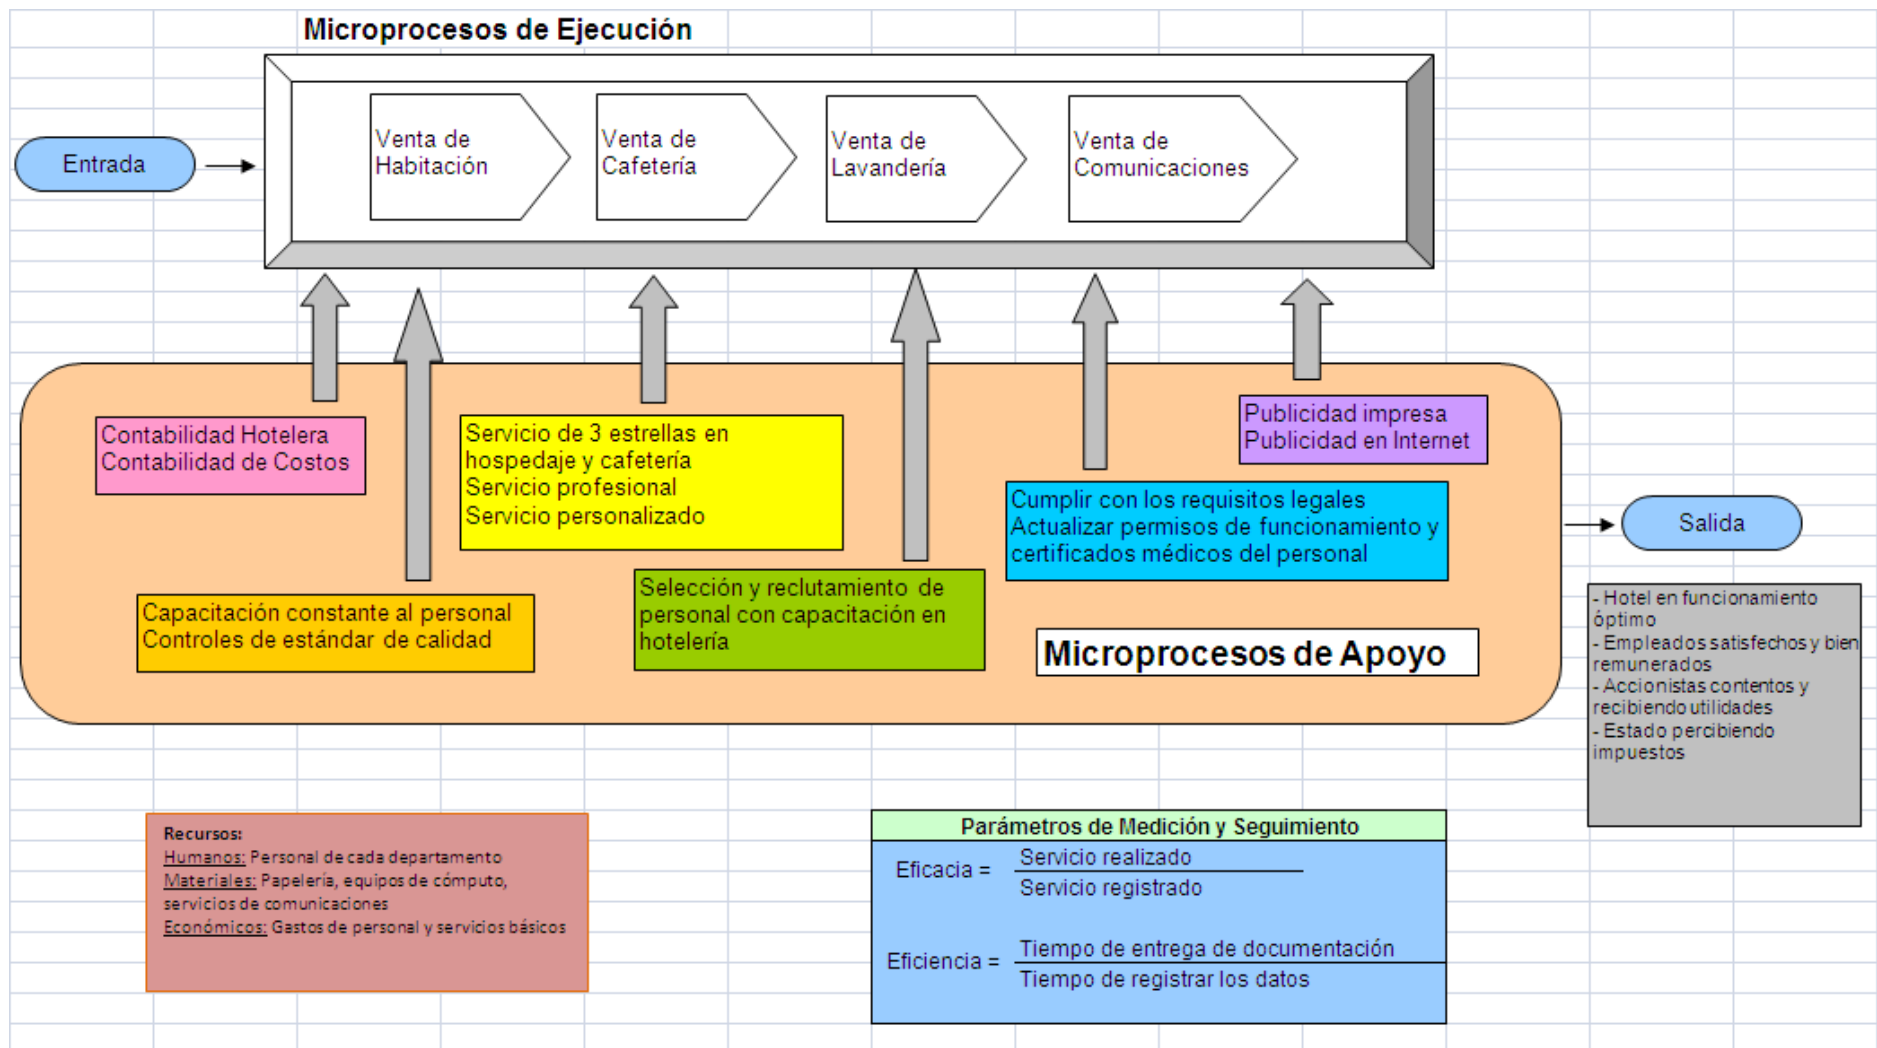 Microprocesos de Ejecución
Entrada
Venta de
Habitación
Venta de
Cafetería
Venta de
Lavandería
Venta de
Comunicaciones
Contabilidad Hotelera
Contabilidad de Costos
Servicio de 3 estrellas en
hospedaje y cafetería
Servicio profesional
Servicio personalizado
Publicidad impresa
Publicidad en Internet
Cumplir con los requisitos legales
Actualizar permisos de funcionamiento y
certificados médicos del personal
Capacitación constante al personal
Controles de estándar de calidad
Selección y reclutamiento de
personal con capacitación en
hotelería
Microprocesos de Apoyo
Salida
- Hotel en funcionamiento
óptimo
- Empleados satisfechos y bien
remunerados
- Accionistas contentos y
recibiendo utilidades
- Estado percibiendo
impuestos
Recursos:
Humanos: Personal de cada departamento
Materiales: Papelería, equipos de cómputo,
servicios de comunicaciones
Económicos: Gastos de personal y servicios básicos
Parámetros de Medición y Seguimiento
Eficacia =
Servicio realizado
Servicio registrado
Eficiencia =
Tiempo de entrega de documentación
Tiempo de registrar los datos